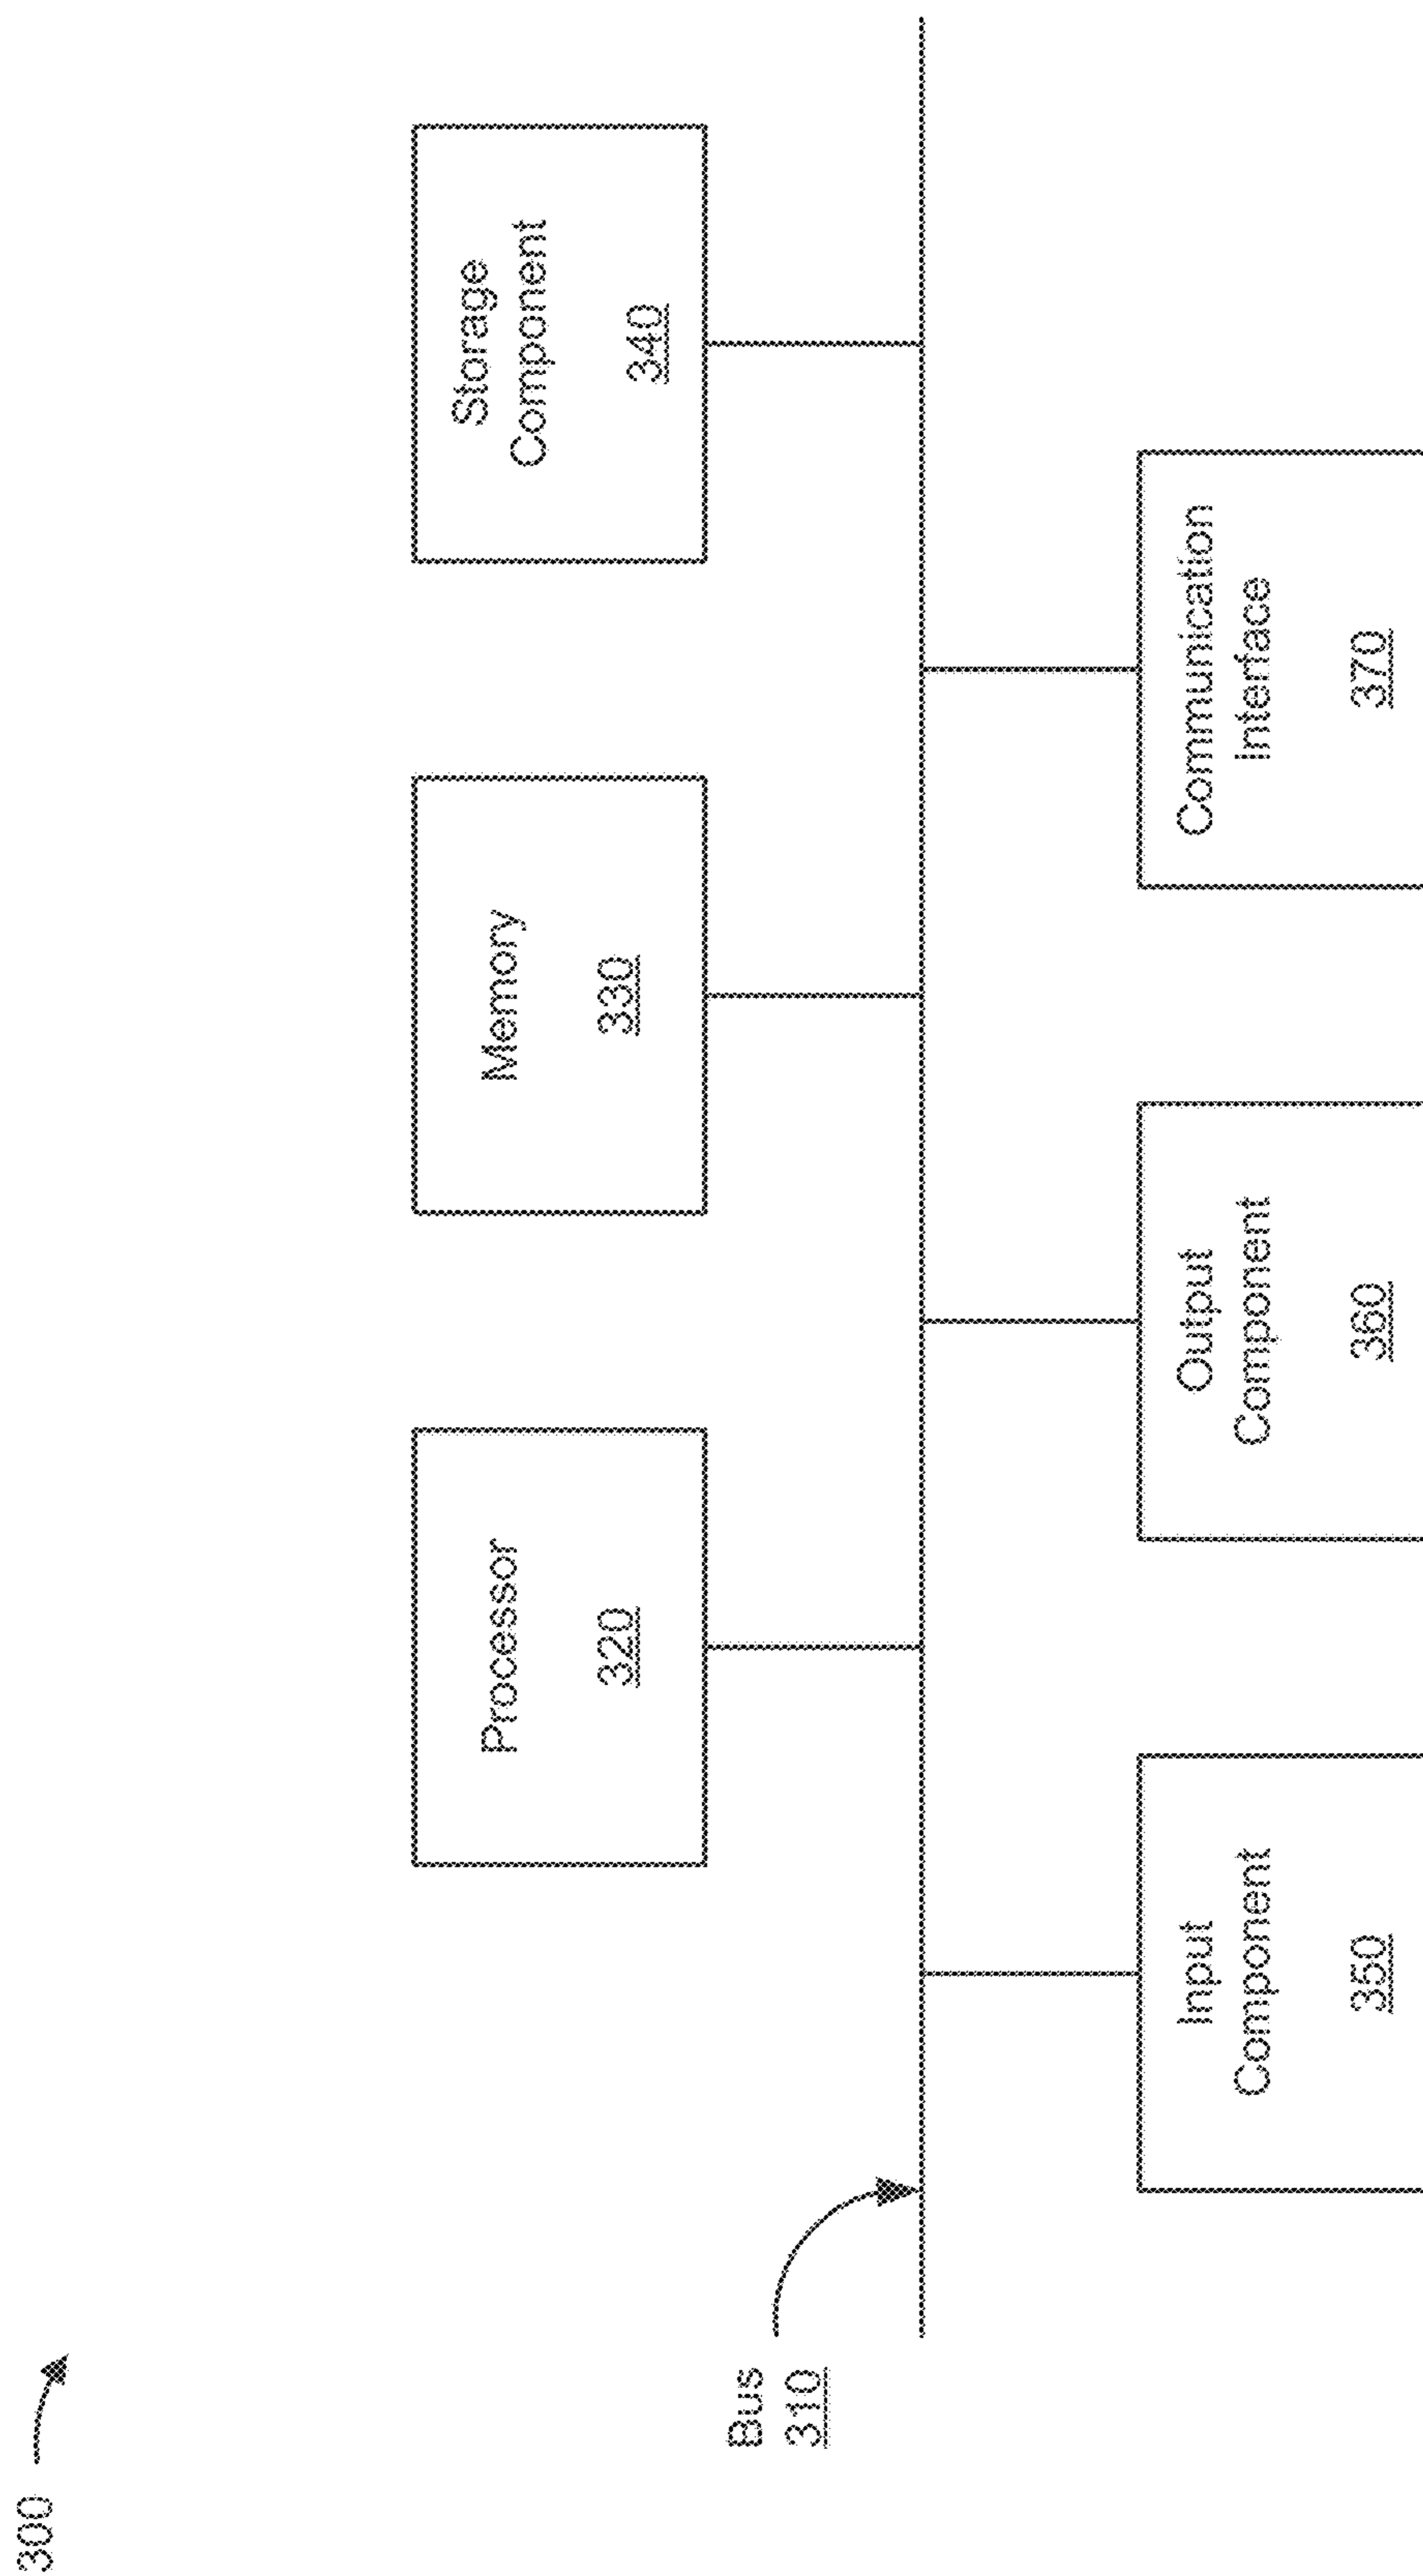 300
Processor
320
Memory
330
Storage
Component
340
Bus
310
Input
Component
350
Output
Component
360
Communication
Interface
370